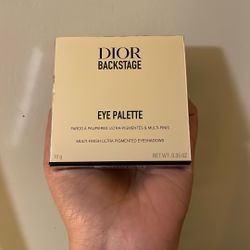 DIOR
BACKSTAGE
EYE PALETTE
FARDS À PAUPIÈRES ULTRA-PIGMENTÉS & MULTI-FINIS
MULTI-FINISH ULTRA PIGMENTED EYESHADOWS
10 g
NET WT. 0.35 OZ